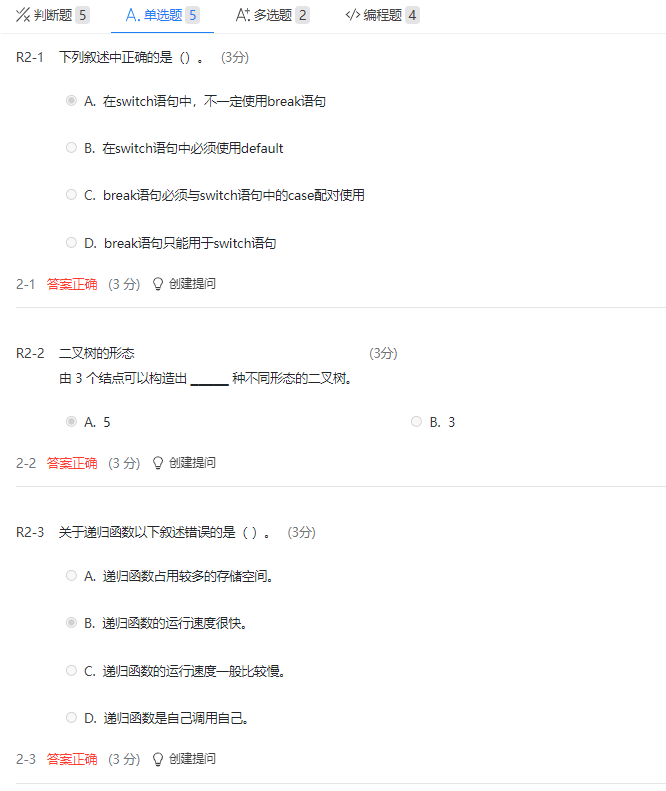 判断题 5 单选题 5 多选题 2 编程题 4
R2-1 下列叙述中正确的是（）。 (3分)
A. 在switch语句中，不一定使用break语句
B. 在switch语句中必须使用default
C. break语句必须与switch语句中的case配对使用
D. break语句只能用于switch语句
2-1 答案正确 (3 分) 创建提问
R2-2 二叉树的形态 (3分)
由 3 个结点可以构造出 ______ 种不同形态的二叉树。
A. 5 B. 3
2-2 答案正确 (3 分) 创建提问
R2-3 关于递归函数以下叙述错误的是（ ）。 (3分)
A. 递归函数占用较多的存储空间。
B. 递归函数的运行速度很快。
C. 递归函数的运行速度一般比较慢。
D. 递归函数是自己调用自己。
2-3 答案正确 (3 分) 创建提问